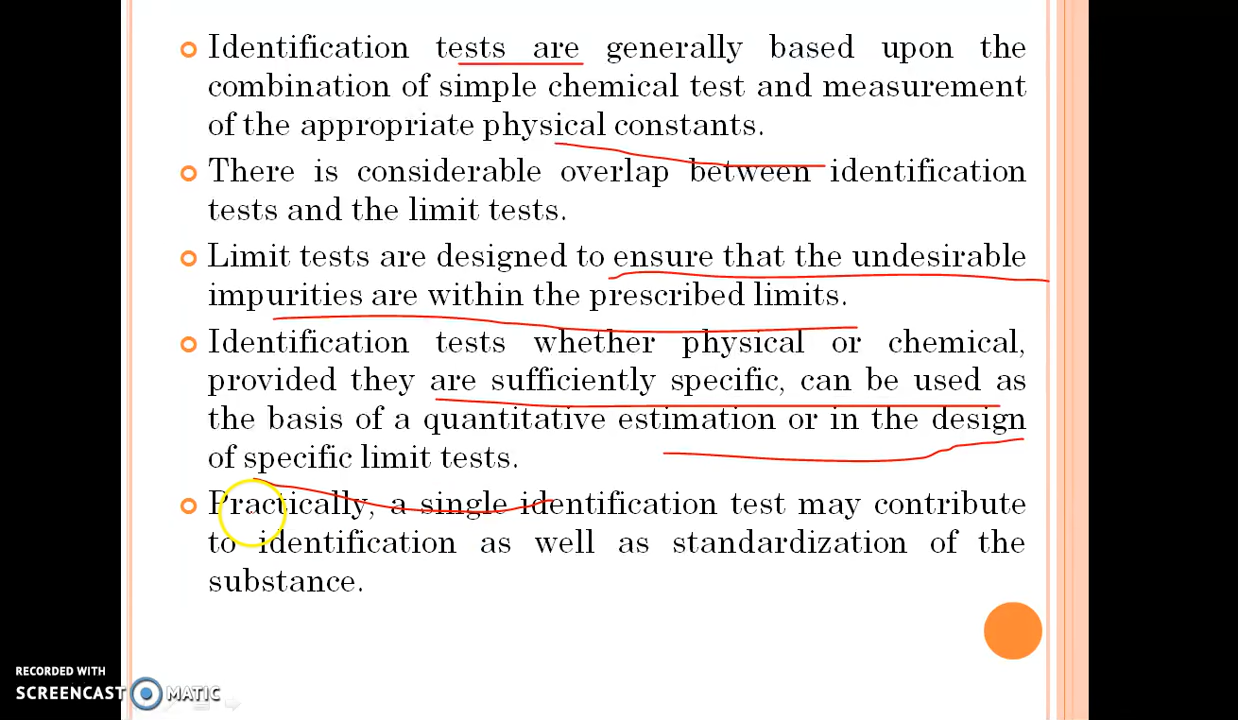 Identification tests are generally based upon the
combination of simple chemical test and measurement
of the appropriate physical constants.
There is considerable overlap between identification
tests and the limit tests.
Limit tests are designed to ensure that the undesirable
impurities are within the prescribed limits.
Identification tests whether physical or chemical,
provided they are sufficiently specific, can be used as
the basis of a quantitative estimation or in the design
of specific limit tests.
Practically, a single identification test may contribute
to identification as well as standardization of the
substance.
RECORDED WITH
SCREENCAST MATIC